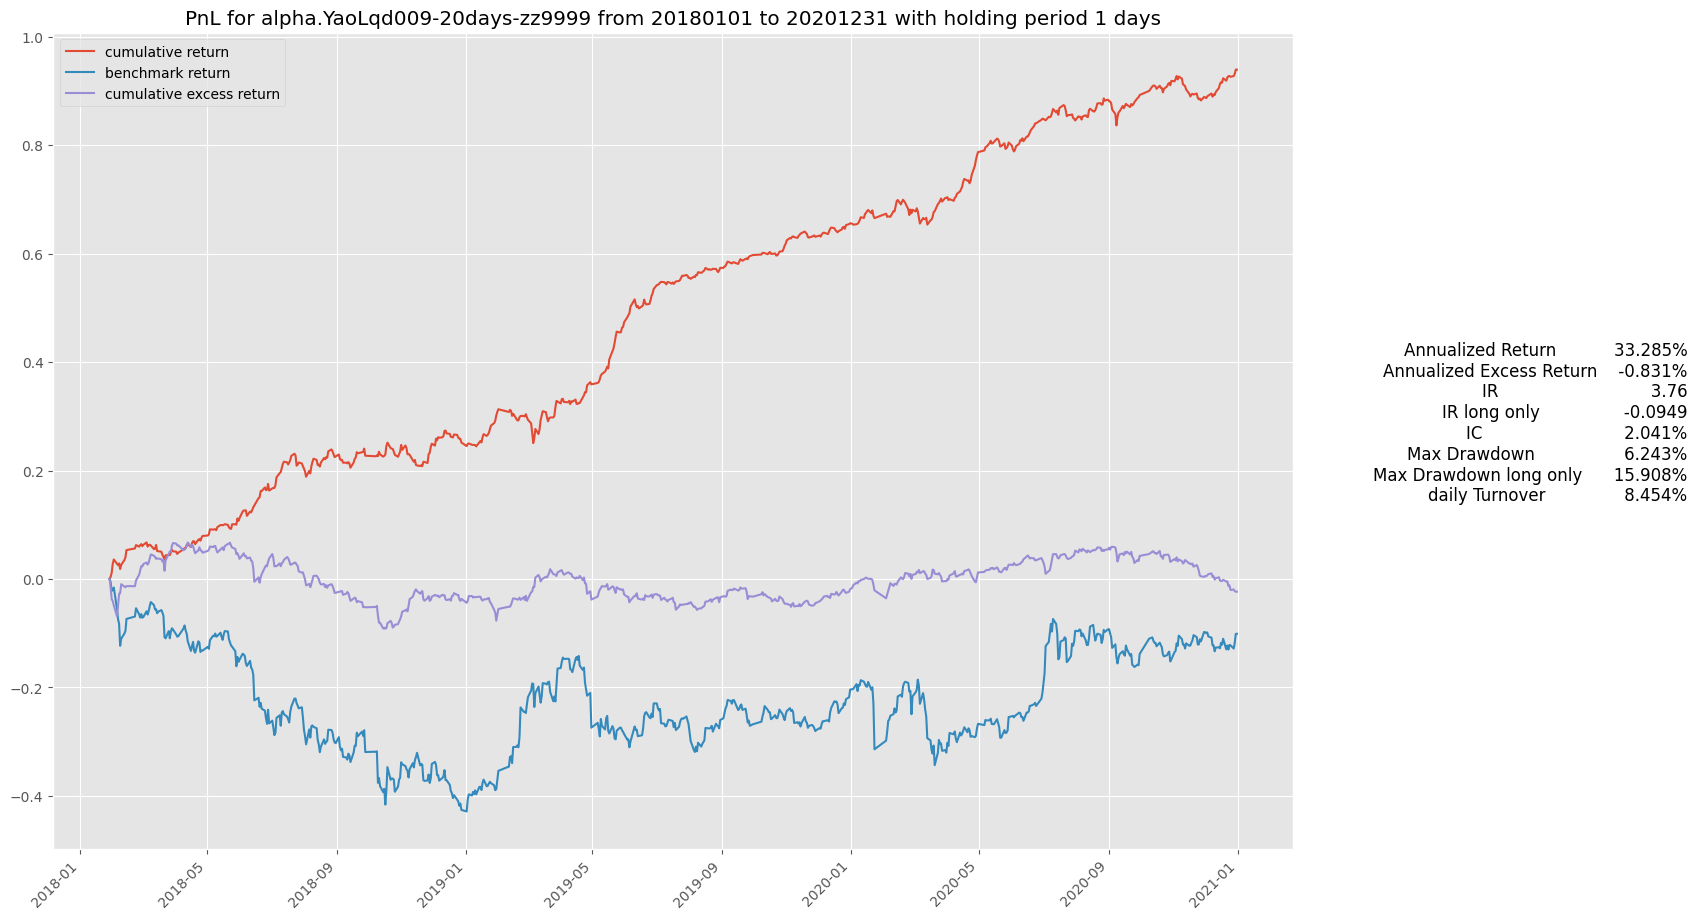 PnL for alpha.YaoLqd009-20days-zz9999 from 20180101 to 20201231 with holding period 1 days
cumulative return
benchmark return
cumulative excess return
1.0
0.8
0.6
0.4
0.2
0.0
−0.2
−0.4
2018-01
2018-05
2018-09
2019-01
2019-05
2019-09
2020-01
2020-05
2020-09
2021-01
Annualized Return 33.285%
Annualized Excess Return -0.831%
IR 3.76
IR long only -0.0949
IC 2.041%
Max Drawdown 6.243%
Max Drawdown long only 15.908%
daily Turnover 8.454%